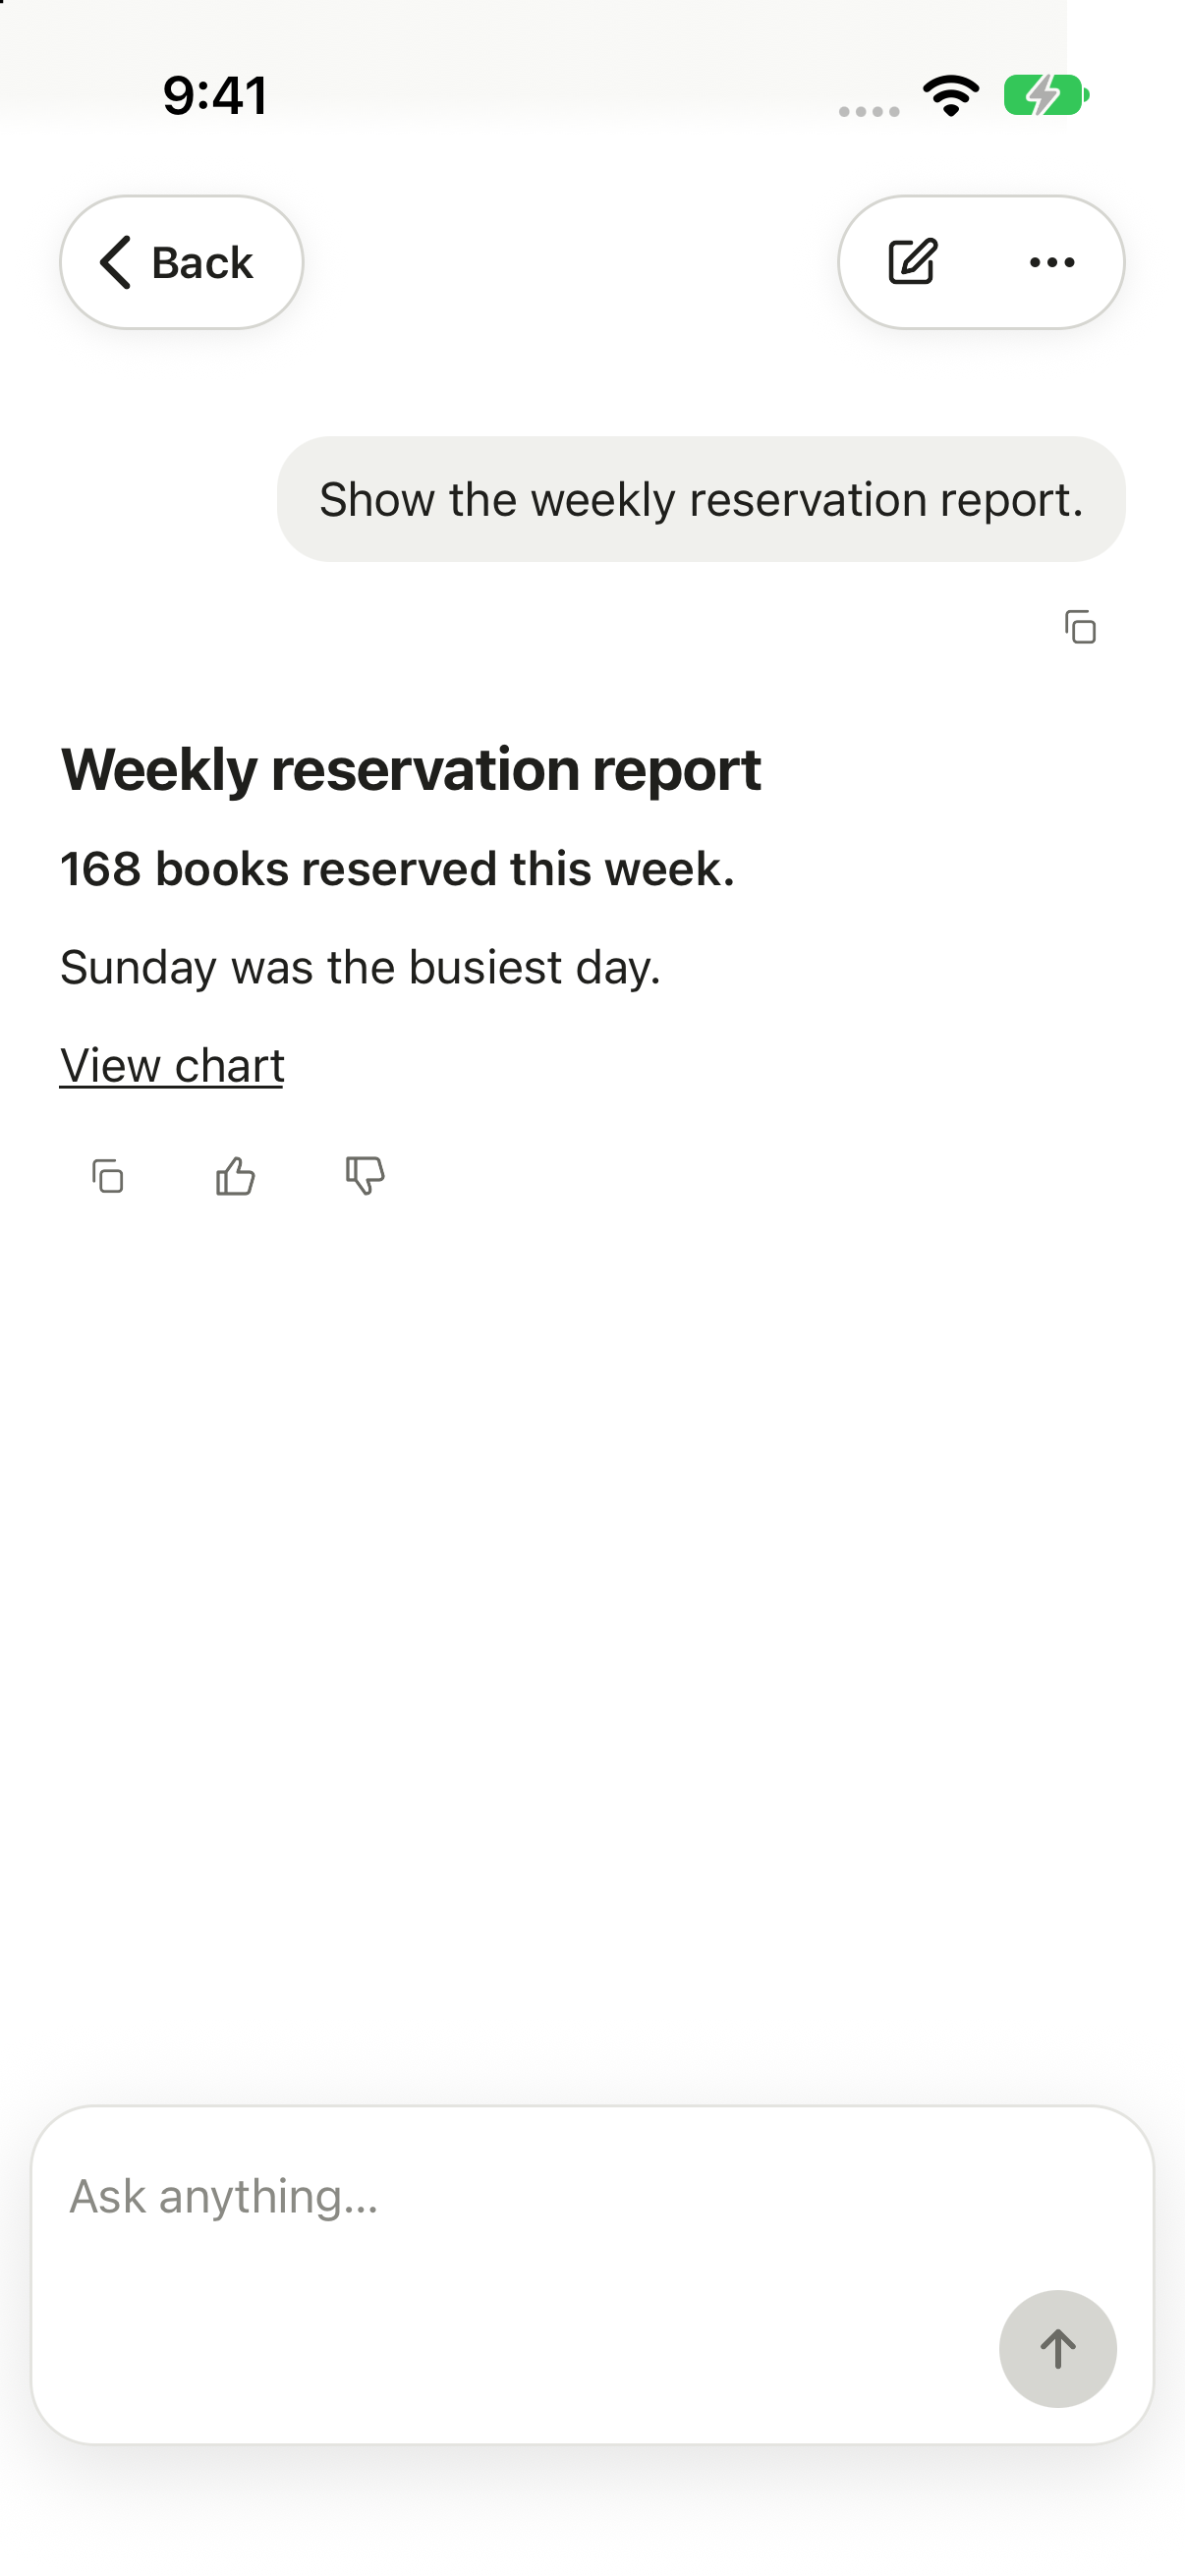 9:41
Back
Show the weekly reservation report.
Weekly reservation report
168 books reserved this week.
Sunday was the busiest day.
View chart
Ask anything...